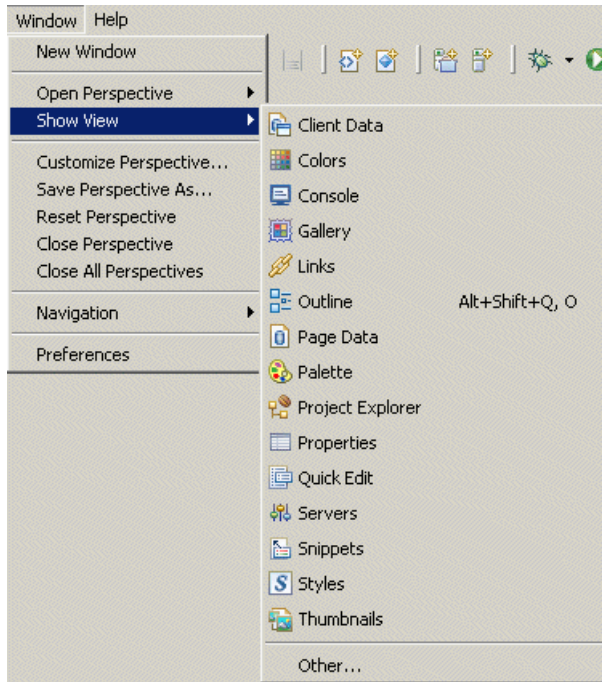 Window Help
New Window
Open Perspective
Show View
Customize Perspective...
Save Perspective As...
Reset Perspective
Close Perspective
Close All Perspectives
Navigation
Preferences
Client Data
Colors
Console
Gallery
Links
Outline Alt+Shift+Q, O
Page Data
Palette
Project Explorer
Properties
Quick Edit
Servers
Snippets
Styles
Thumbnails
Other...